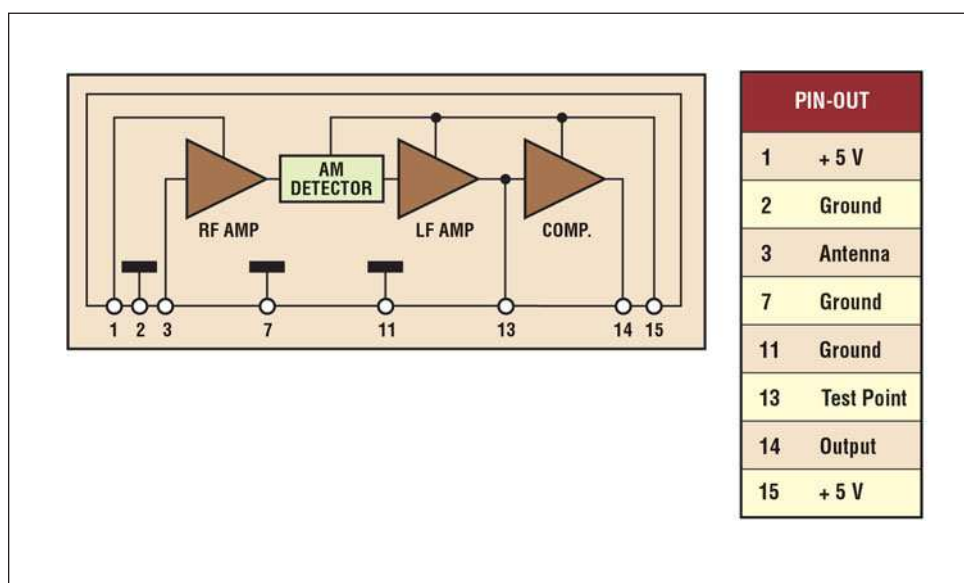 AM
DETECTOR
RF AMP
LF AMP
COMP.
1 2 3 7 11 13 14 15
PIN-OUT
1 + 5 V
2 Ground
3 Antenna
7 Ground
11 Ground
13 Test Point
14 Output
15 + 5 V